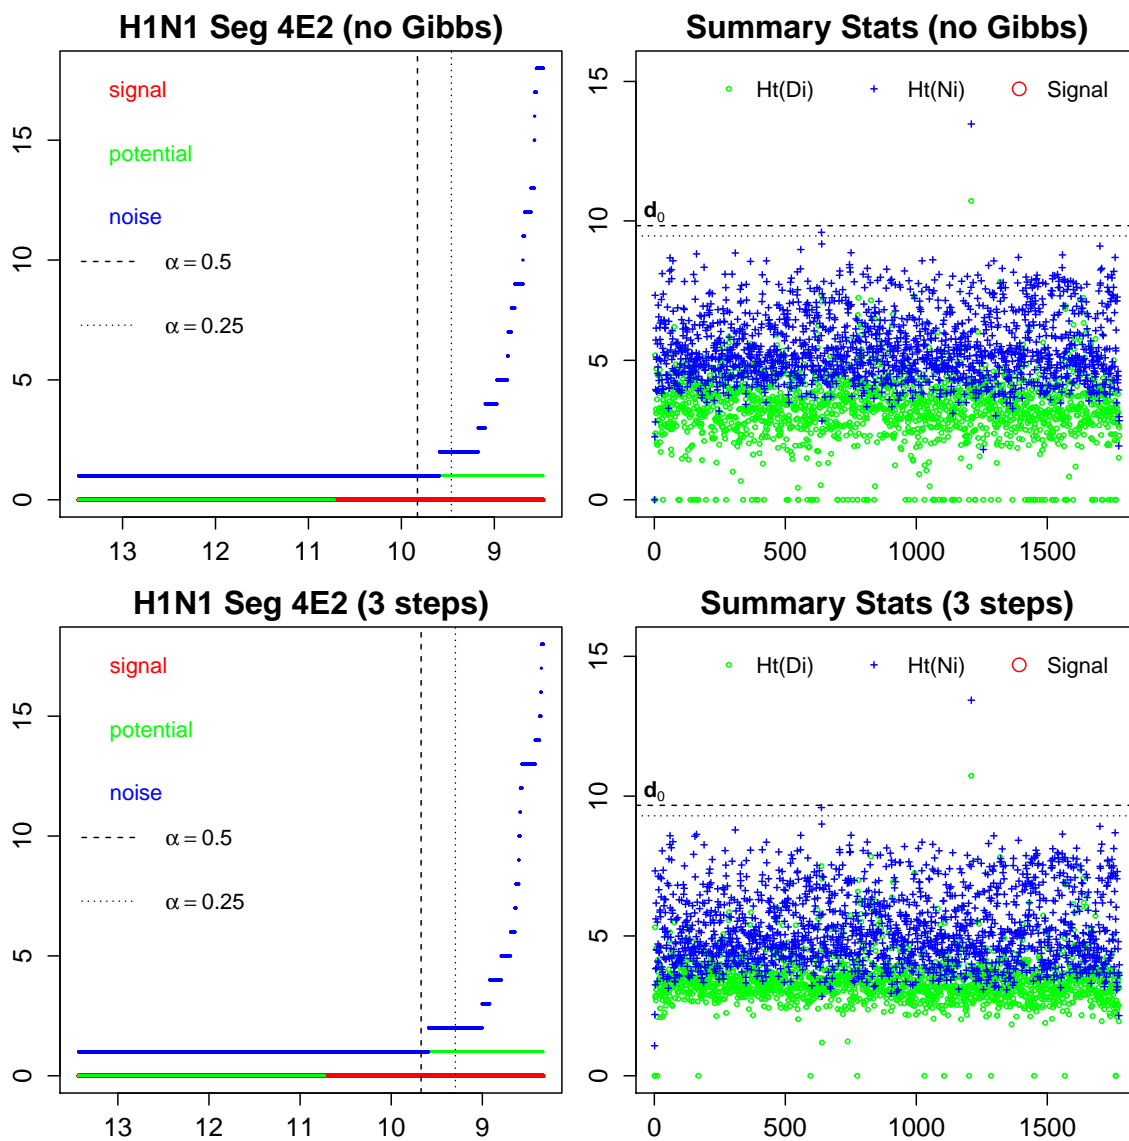 H1N1 Seg 4E2 (no Gibbs)
signal
potential
noise
α = 0.5
α = 0.25
0
5
10
15
13
12
11
10
9
Summary Stats (no Gibbs)
Ht(Di)
Ht(Ni)
Signal
d0
0
5
10
15
0
500
1000
1500
H1N1 Seg 4E2 (3 steps)
signal
potential
noise
α = 0.5
α = 0.25
0
5
10
15
13
12
11
10
9
Summary Stats (3 steps)
Ht(Di)
Ht(Ni)
Signal
d0
0
5
10
15
0
500
1000
1500